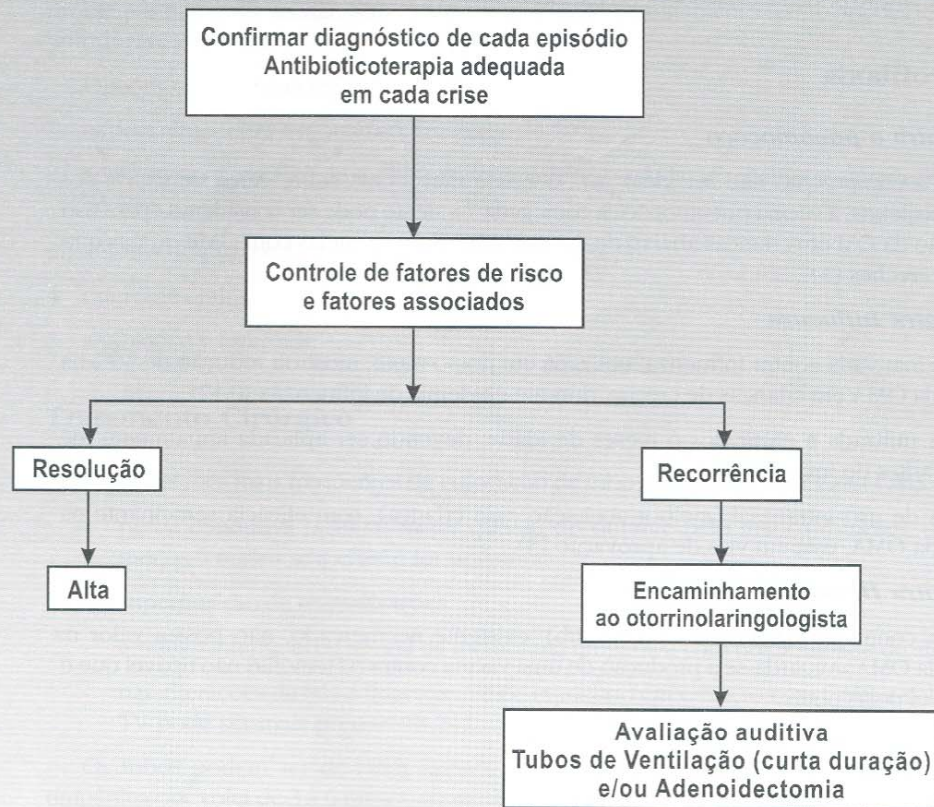 Confirmar diagnóstico de cada episódio
Antibioticoterapia adequada
em cada crise
Controle de fatores de risco
e fatores associados
Resolução
Recorrência
Alta
Encaminhamento
ao otorrinolaringologista
Avaliação auditiva
Tubos de Ventilação (curta duração)
e/ou Adenoidectomia